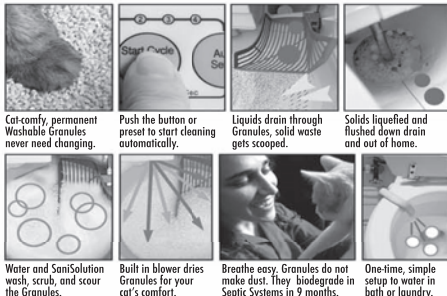 Start Cycle
Au
Se
ec
Cat-comfy, permanent
Washable Granules
never need changing.
Push the button or
preset to start cleaning
automatically.
Liquids drain through
Granules, solid waste
gets scooped.
Solids liquefied and
flushed down drain
and out of home.
Water and SaniSolution
wash, scrub, and scour
the Granules.
Built in blower dries
Granules for your
cat's comfort.
Breathe easy. Granules do not
make dust. They biodegrade in
Septic Systems in 9 months.
One-time, simple
setup to water in
bath or laundry.